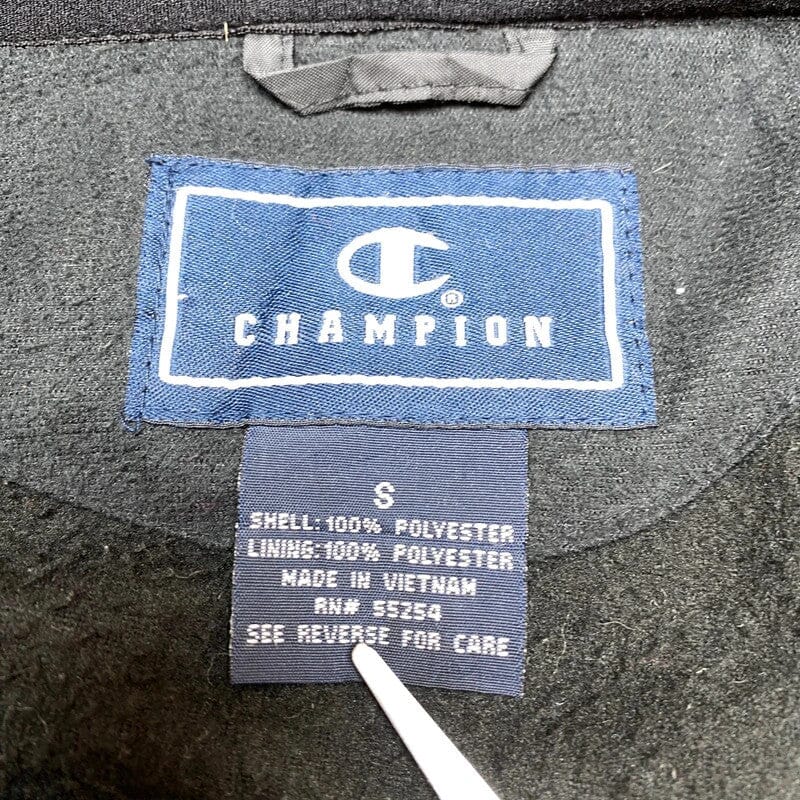 C®
CHAMPION
S
SHELL: 100% POLYESTER
LINING: 100% POLYESTER
MADE IN VIETNAM
RN# 55254
SEE REVERSE FOR CARE